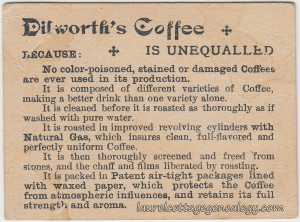 Dilworth's Coffee
BECAUSE: IS UNEQUALLED
No color-poisoned, stained or damaged Coffees
are ever used in its production.
It is composed of different varieties of Coffee,
making a better drink than one variety alone.
It is cleaned before it is roasted as thoroughly as if
washed with pure water.
It is roasted in improved revolving cylinders with
Natural Gas, which insures clean, full-flavored and
perfectly uniform Coffee.
It is then thoroughly screened and freed from
stones, and the chaff and films liberated by roasting.
It is packed in Patent air-tight packages lined
with waxed paper, which protects the Coffee
from atmospheric influences, and retains its full
strength and aroma.
laurelcottagegenealogy.com